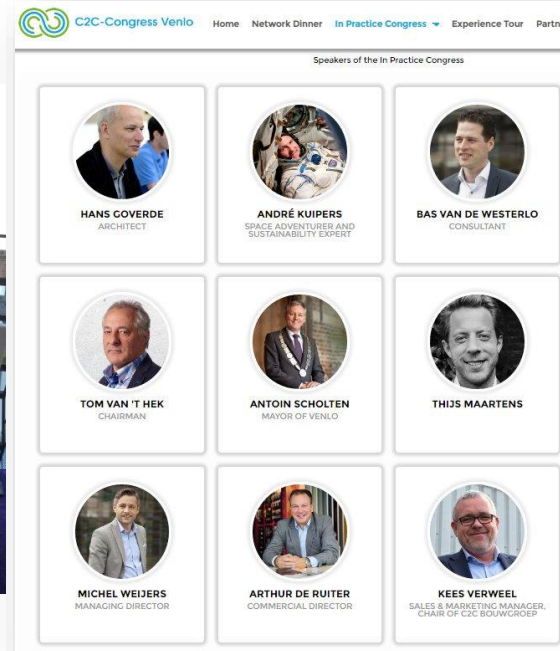 C2C-Congress Venlo
Home Network Dinner In Practice Congress Experience Tour
Speakers of the In Practice Congress
HANS GOVERDE
ARCHITECT
ANDRÉ KUIPERS
SPACE ADVENTURER AND
SUSTAINABILITY EXPERT
BAS VAN DE WESTERLO
CONSULTANT
TOM VAN 'T HEK
CHAIRMAN
ANTOIN SCHOLTEN
MAYOR OF VENLO
THIJS MAARTENS
MICHEL WEIJERS
MANAGING DIRECTOR
ARTHUR DE RUITER
COMMERCIAL DIRECTOR
KEES VERWEEL
SALES & MARKETING MANAGER,
CHAIR OF C2C BOUWGROEP